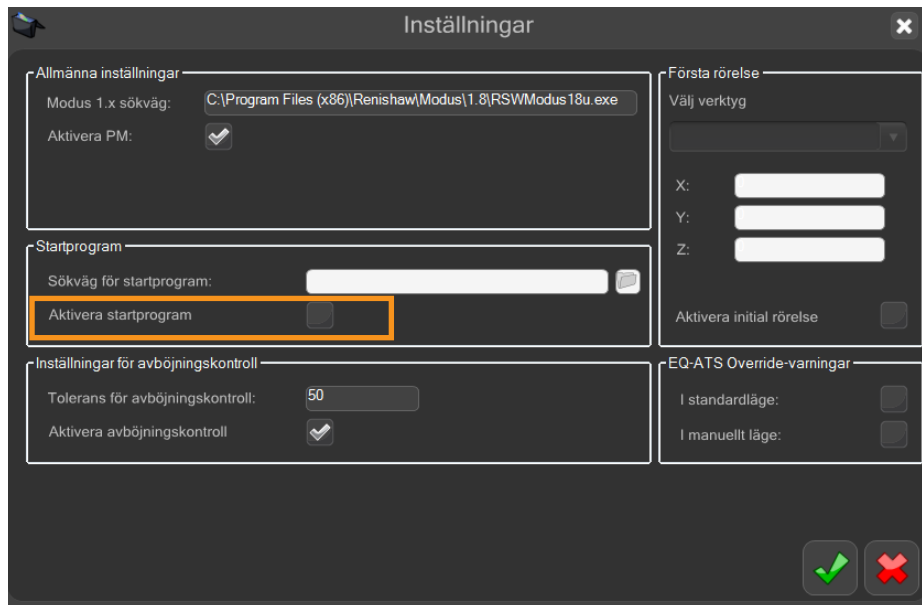 Inställningar
Allmänna inställningar
Modus 1.x sökväg:
C:\Program Files (x86)\Renishaw\Modus\1.8\RSWModus18u.exe
Aktivera PM:
Startprogram
Sökväg för startprogram:
Aktivera startprogram
Inställningar för avböjningskontroll
Tolerans för avböjningskontroll:
50
Aktivera avböjningskontroll
Första rörelse
Välj verktyg
X:
Y:
Z:
Aktivera initial rörelse
EQ-ATS Override-varningar
I standardläge:
I manuellt läge: